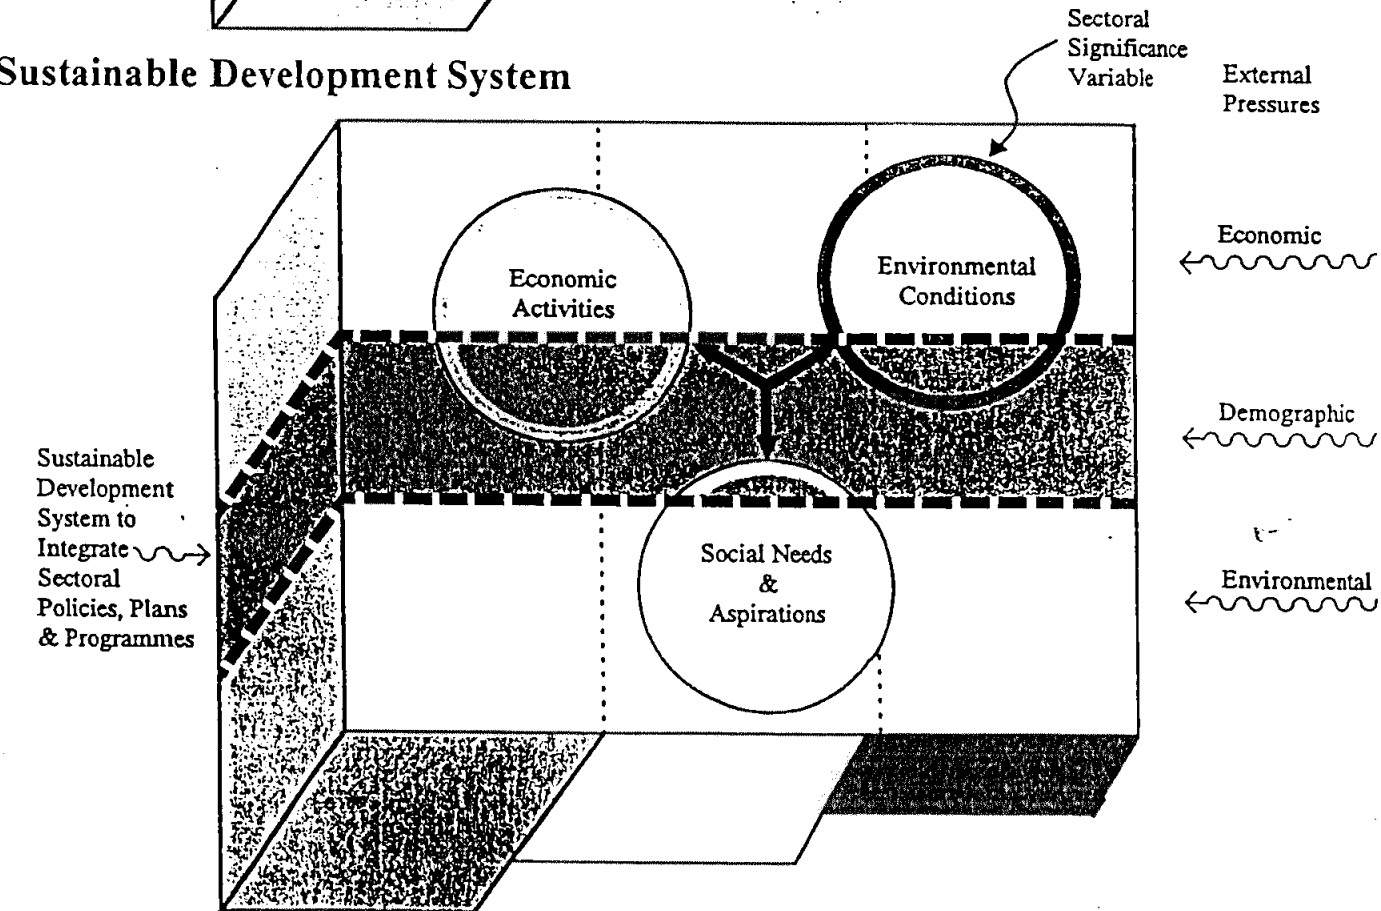 Sectoral
Significance
Variable
External
Pressures
Sustainable Development System
Economic
Activities
Environmental
Conditions
Economic
Demographic
Sustainable
Development
System to
Integrate
Sectoral
Policies, Plans
& Programmes
Social Needs
&
Aspirations
Environmental